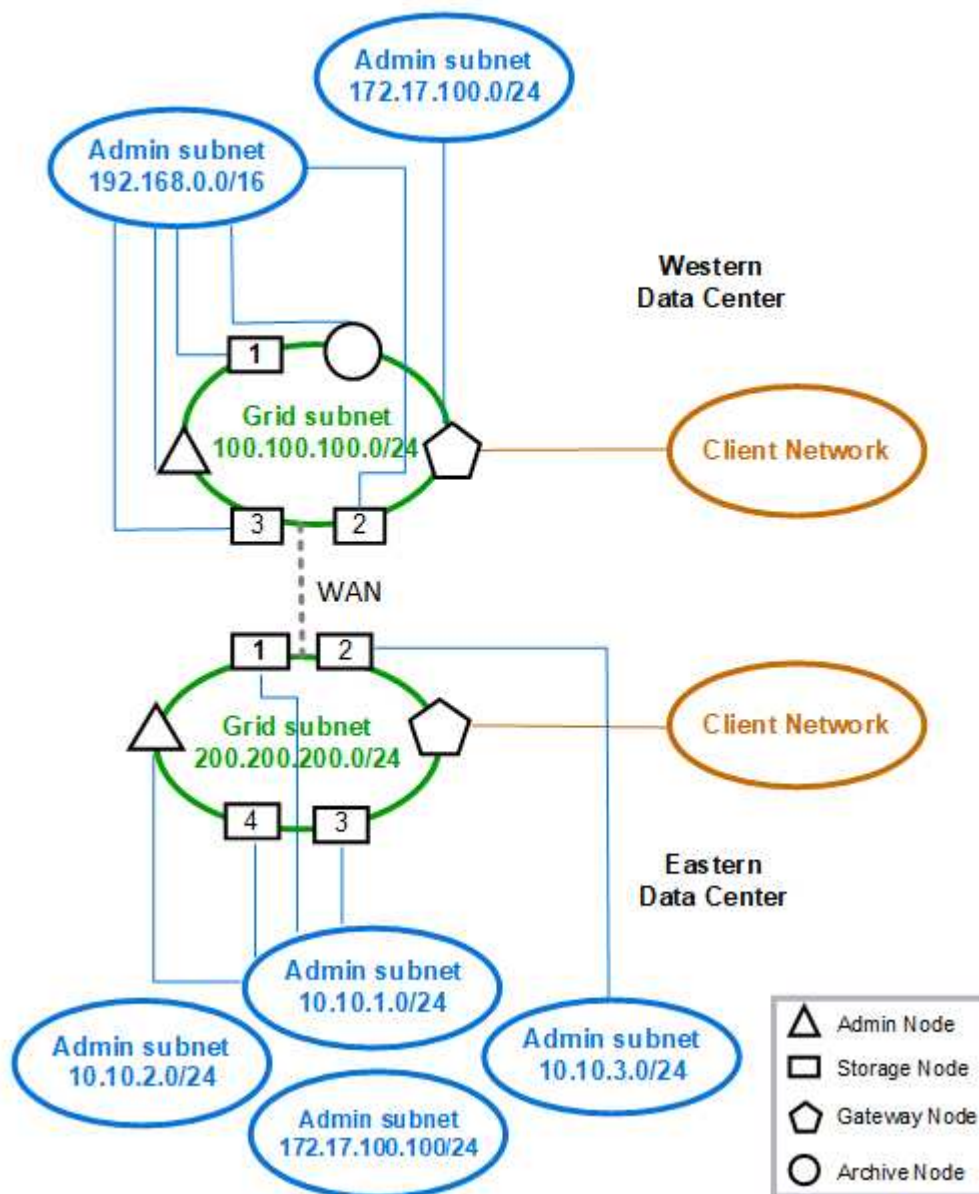 Admin subnet
172.17.100.0/24
Admin subnet
192.168.0.0/16
Western
Data Center
1
Grid subnet
100.100.100.0/24
Client Network
3
2
WAN
1
2
Grid subnet
200.200.200.0/24
Client Network
4
3
Eastern
Data Center
Admin subnet
10.10.1.0/24
Admin subnet
10.10.2.0/24
Admin subnet
10.10.3.0/24
Admin subnet
172.17.100.100/24
Admin Node
Storage Node
Gateway Node
Archive Node